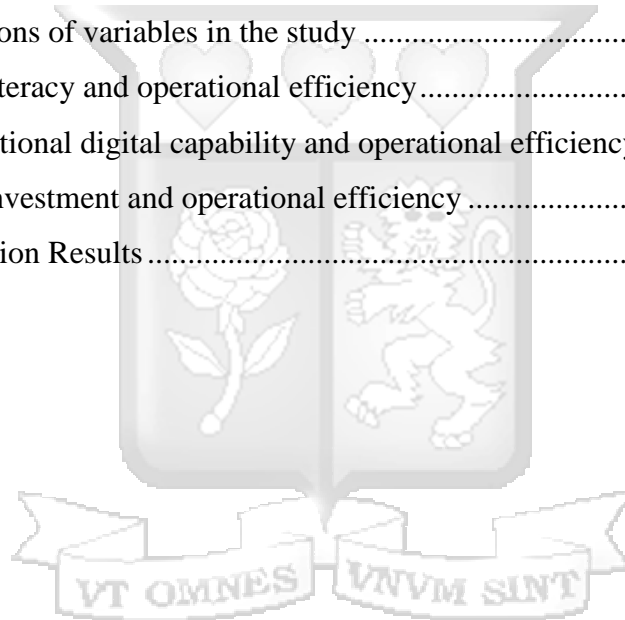 ons of variables in the study ................................
teracy and operational efficiency................................
tional digital capability and operational efficiency
nvestment and operational efficiency ........................
ion Results ................................................................
VT OMNES VNVM SINT